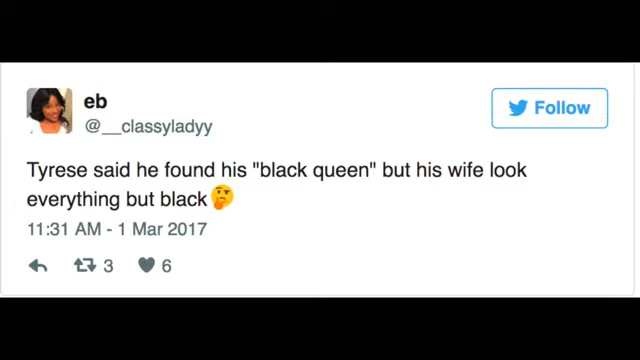 eb
@__classyladyy
Follow
Tyrese said he found his "black queen" but his wife look
everything but black🤔
11:31 AM - 1 Mar 2017
3 6